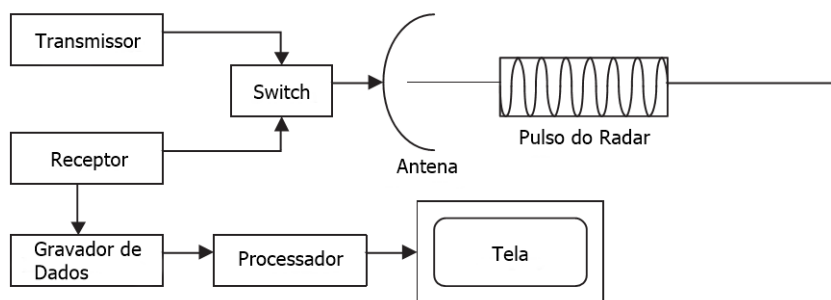 Transmissor
Switch
Pulso do Radar
Receptor
Antena
Gravador de
Dados
Processador
Tela